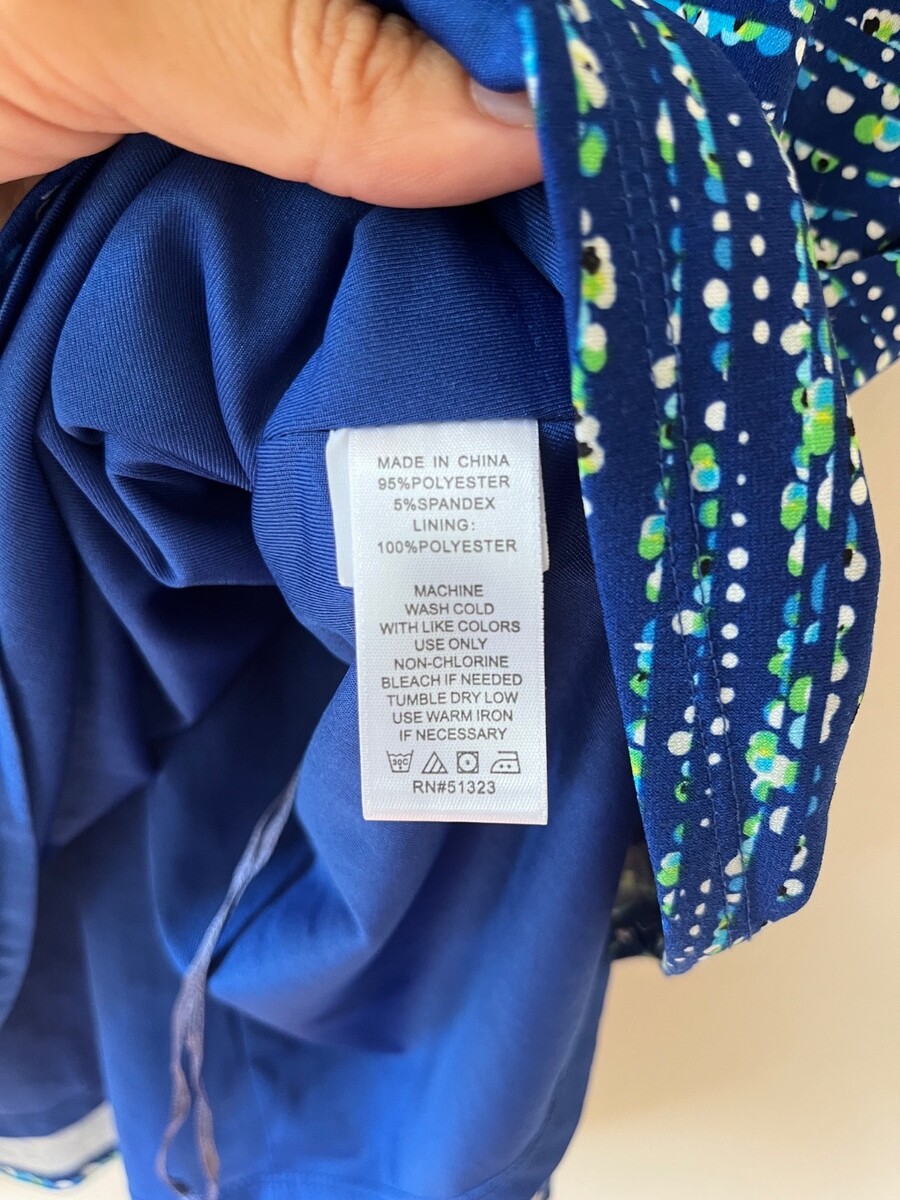 MADE IN CHINA
95%POLYESTER
5%SPANDEX
LINING:
100%POLYESTER
MACHINE
WASH COLD
WITH LIKE COLORS
USE ONLY
NON-CHLORINE
BLEACH IF NEEDED
TUMBLE DRY LOW
USE WARM IRON
IF NECESSARY
30C
RN#51323